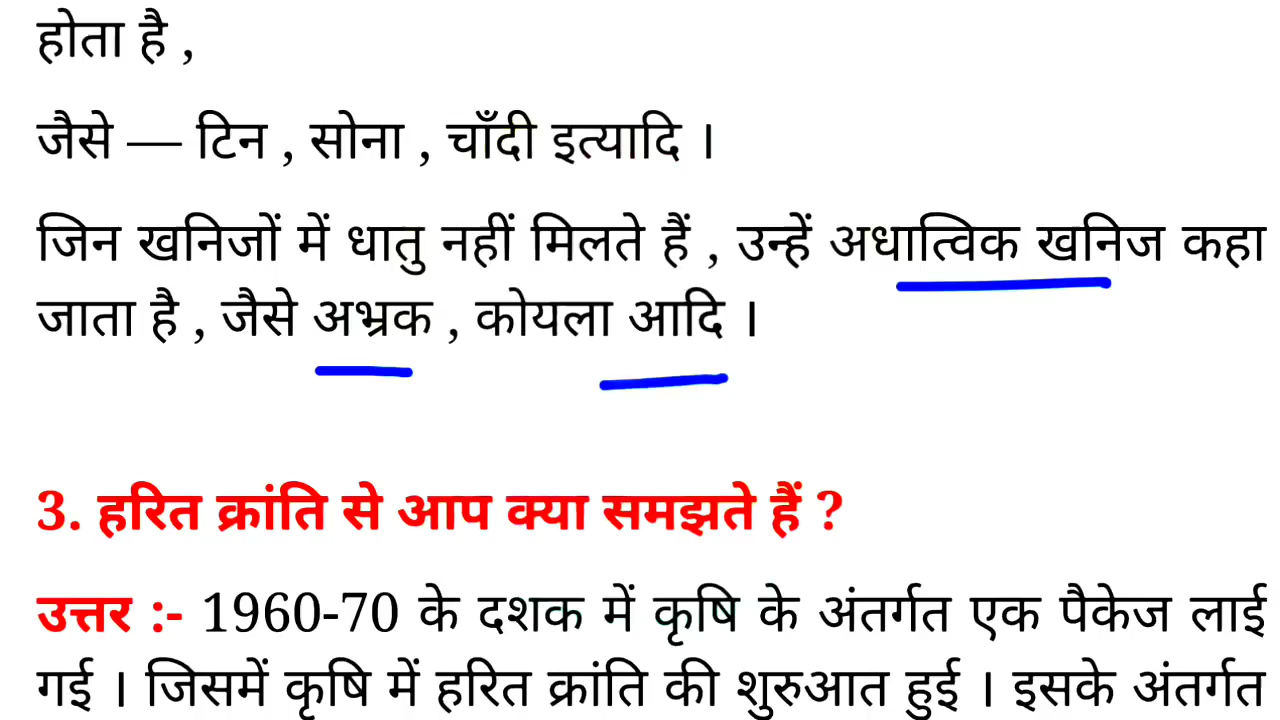 होता है ,
जैसे — टिन , सोना , चाँदी इत्यादि ।
जिन खनिजों में धातु नहीं मिलते हैं , उन्हें अधात्विक खनिज कहा
जाता है , जैसे अभ्रक , कोयला आदि ।
3. हरित क्रांति से आप क्या समझते हैं ?
उत्तर :- 1960-70 के दशक में कृषि के अंतर्गत एक पैकेज लाई
गई । जिसमें कृषि में हरित क्रांति की शुरुआत हुई । इसके अंतर्गत